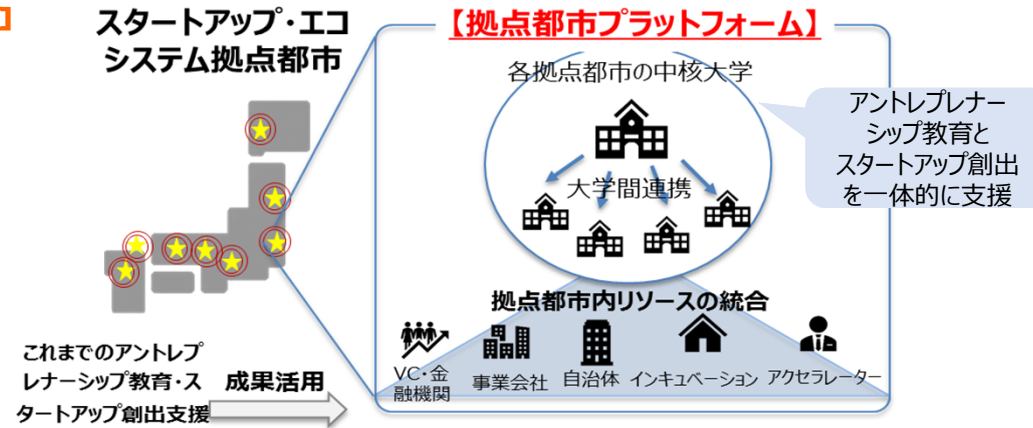 スタートアップ・エコ
システム拠点都市
【拠点都市プラットフォーム】
各拠点都市の中核大学
大学間連携
アントレプレナー
シップ教育と
スタートアップ創出
を一体的に支援
拠点都市内リソースの統合
VC・金
融機関
事業会社
自治体
インキュベーション
アクセラレーター
これまでのアントレプ
レナーシップ教育・ス
タートアップ創出支援
成果活用